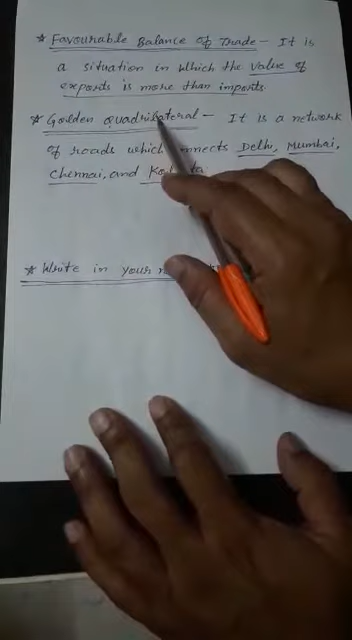 * Favourable Balance of Trade - It is
a situation in which the value of
exports is more than imports
* Golden Quadrilateral - It is a network
of roads which Delhi, Mumbai,
Chennai, and
* Write in your